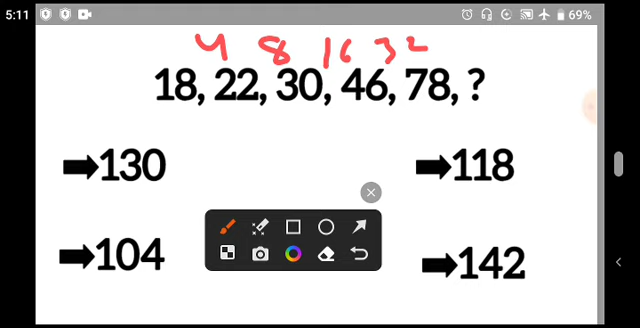 5:11 69%
4 8 16 32
18, 22, 30, 46, 78, ?
➡130 ➡118
➡104 ➡142